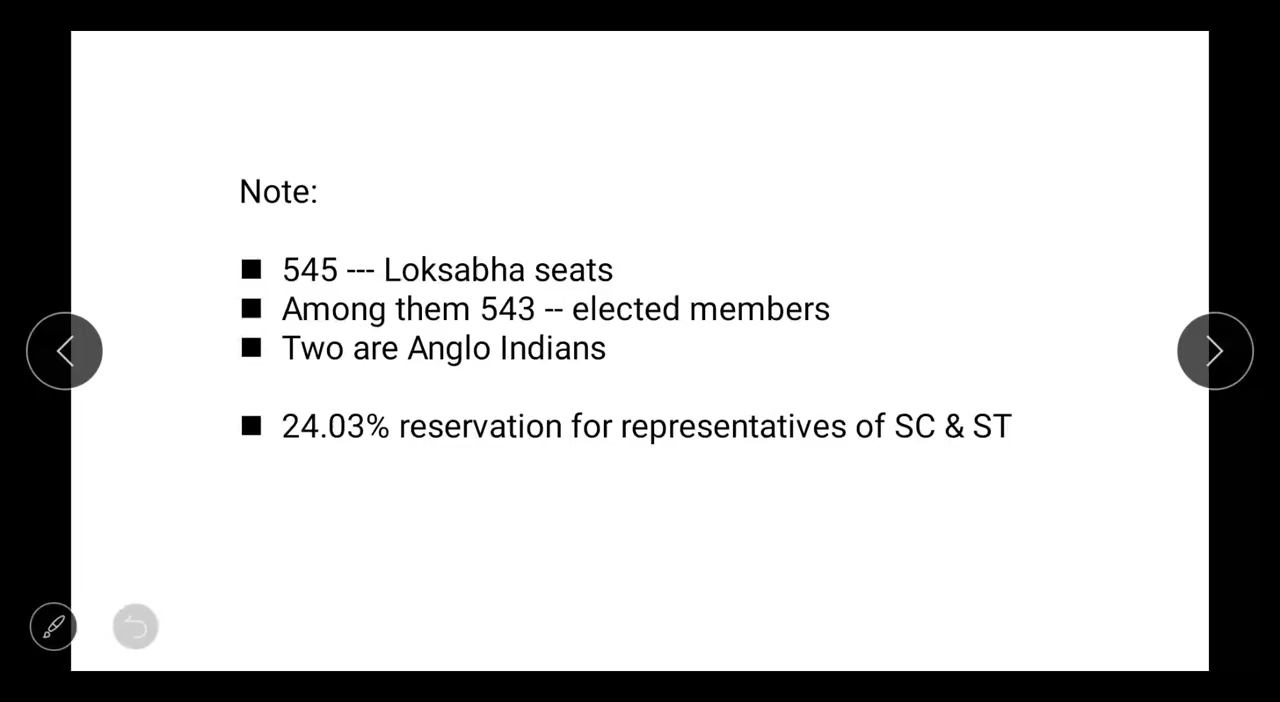 Note:
■ 545 --- Loksabha seats
■ Among them 543 -- elected members
■ Two are Anglo Indians
■ 24.03% reservation for representatives of SC & ST